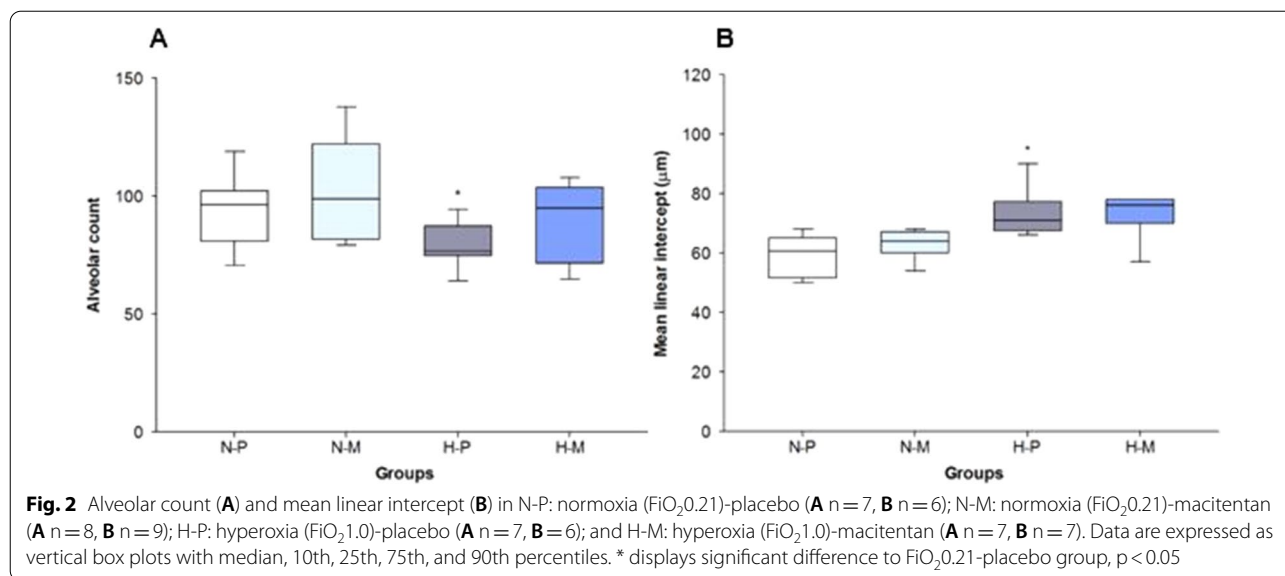 A
B
150
100
50
0
Alveolar count
N-P N-M H-P H-M
Groups
*
120
100
80
60
40
20
0
Mean linear intercept (μm)
N-P N-M H-P H-M
Groups
*
Fig. 2 Alveolar count (A) and mean linear intercept (B) in N-P: normoxia (FiO₂0.21)-placebo (A n = 7, B n = 6); N-M: normoxia (FiO₂0.21)-macitentan
(A n = 8, B n = 9); H-P: hyperoxia (FiO₂1.0)-placebo (A n = 7, B = 6); and H-M: hyperoxia (FiO₂1.0)-macitentan (A n = 7, B n = 7). Data are expressed as
vertical box plots with median, 10th, 25th, 75th, and 90th percentiles. * displays significant difference to FiO₂0.21-placebo group, p < 0.05